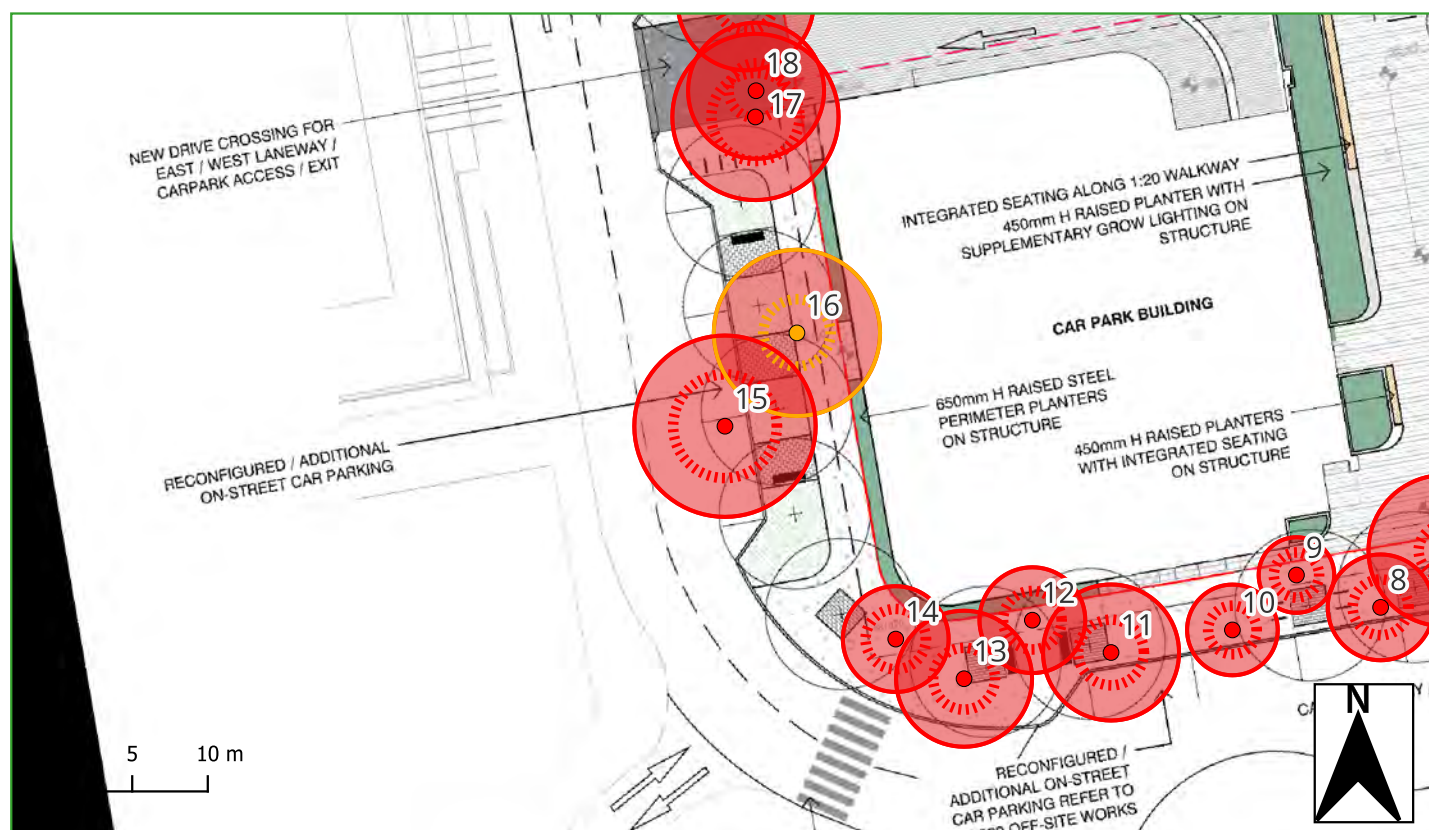 18
17
NEW DRIVE CROSSING FOR
EAST / WEST LANEWAY /
CARPARK ACCESS / EXIT
INTEGRATED SEATING ALONG 1:20 WALKWAY
450mm H RAISED PLANTER WITH
SUPPLEMENTARY GROW LIGHTING ON
STRUCTURE
16
CAR PARK BUILDING
15
650mm H RAISED STEEL
PERIMETER PLANTERS
ON STRUCTURE
450mm H RAISED PLANTERS
WITH INTEGRATED SEATING
ON STRUCTURE
RECONFIGURED / ADDITIONAL
ON-STREET CAR PARKING
9
8
10
12
11
14
13
N
5 10 m
RECONFIGURED /
ADDITIONAL ON-STREET
CAR PARKING REFER TO
OFF-SITE WORKS